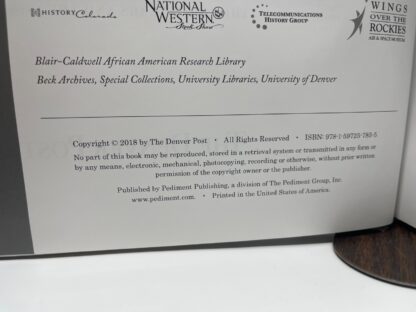 HISTORY Colorado
NATIONAL
WESTERN
Stock Show
TELECOMMUNICATIONS
HISTORY GROUP
WINGS
OVER THE
ROCKIES
AIR & SPACE MUSEUM
Blair-Caldwell African American Research Library
Beck Archives, Special Collections, University Libraries, University of Denver
Copyright © 2018 by The Denver Post • All Rights Reserved • ISBN: 978-1-59725-785-5
No part of this book may be reproduced, stored in a retrieval system or transmitted in any form or
by any means, electronic, mechanical, photocopying, recording or otherwise, without prior written
permission of the copyright owner or the publisher.
Published by Pediment Publishing, a division of The Pediment Group, Inc.
www.pediment.com • Printed in the United States of America.